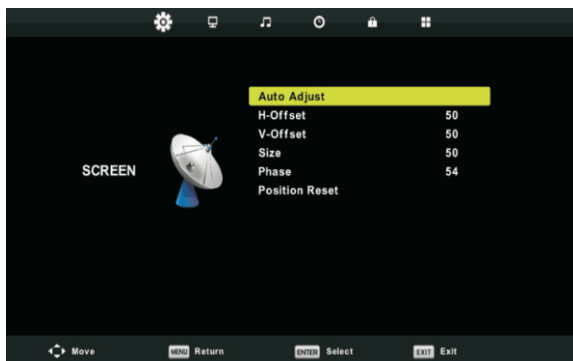 Auto Adjust
H-Offset 50
V-Offset 50
Size 50
SCREEN
Phase 54
Position Reset
Move MENU Return ENTER Select EXIT Exit